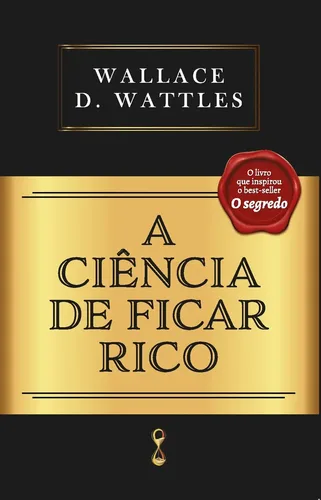 WALLACE
D. WATTLES
O livro
que inspirou
o best-seller
O segredo
A
CIÊNCIA
DE FICAR
RICO